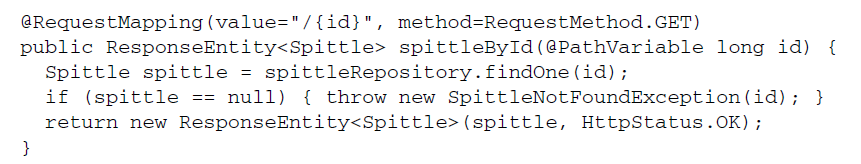 @RequestMapping(value="/{id}", method=RequestMethod.GET)
public ResponseEntity<Spittle> spittleById(@PathVariable long id) {
  Spittle spittle = spittleRepository.findOne(id);
  if (spittle == null) { throw new SpittleNotFoundException(id); }
  return new ResponseEntity<Spittle>(spittle, HttpStatus.OK);
}